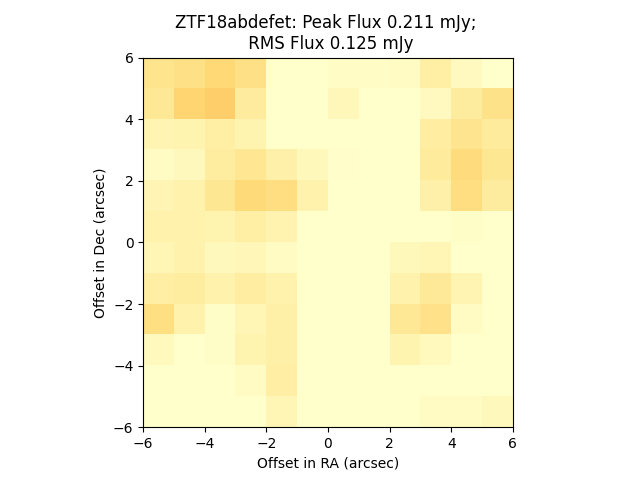 ZTF18abdefet: Peak Flux 0.211 mJy;
RMS Flux 0.125 mJy
6
4
2
0
−2
−4
−6
Offset in Dec (arcsec)
−6 −4 −2 0 2 4 6
Offset in RA (arcsec)